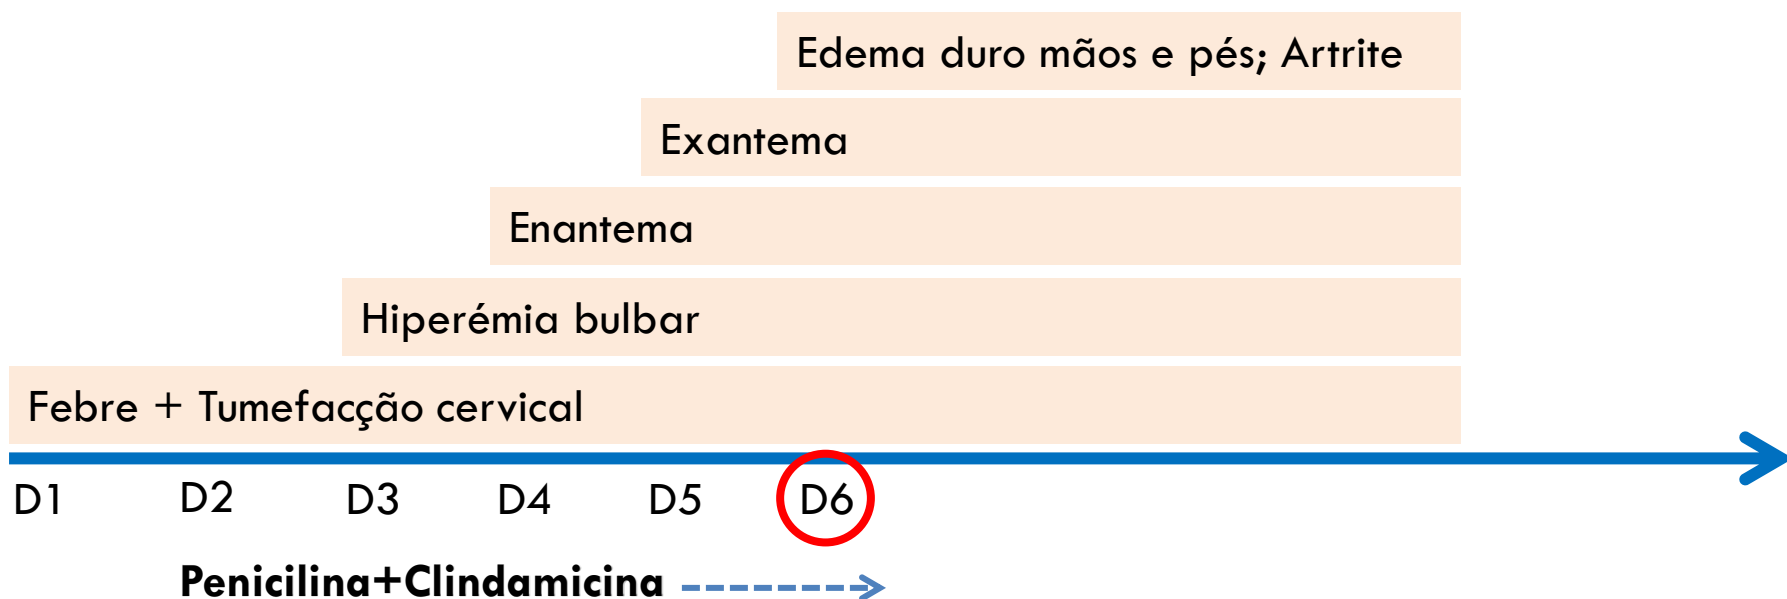 Edema duro mãos e pés; Artrite
Exantema
Enantema
Hiperémia bulbar
Febre + Tumefacção cervical
D1 D2 D3 D4 D5 D6
Penicilina+Clindamicina